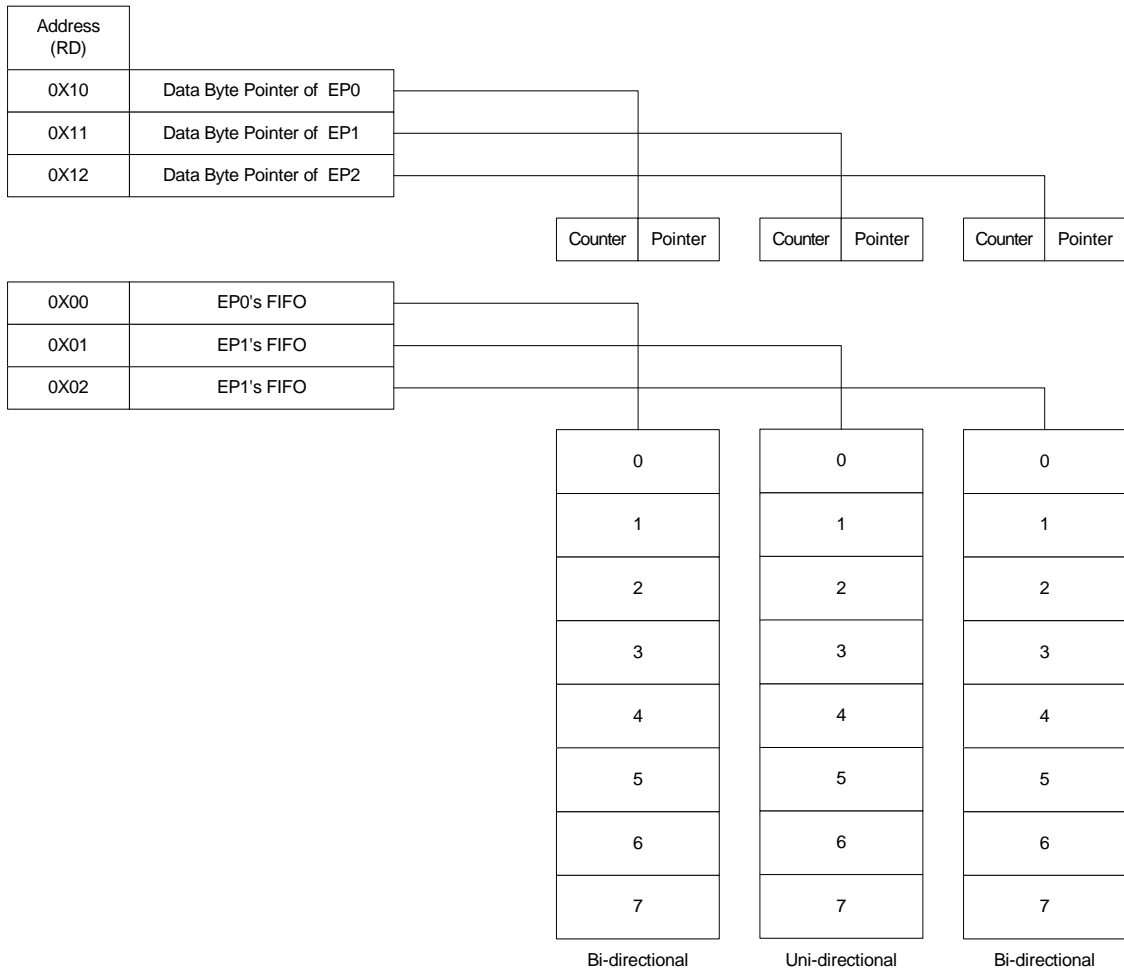 Address
(RD)
0X10 Data Byte Pointer of EP0
0X11 Data Byte Pointer of EP1
0X12 Data Byte Pointer of EP2
Counter Pointer Counter Pointer Counter Pointer
0X00 EP0's FIFO
0X01 EP1's FIFO
0X02 EP1's FIFO
0 0 0
1 1 1
2 2 2
3 3 3
4 4 4
5 5 5
6 6 6
7 7 7
Bi-directional Uni-directional Bi-directional